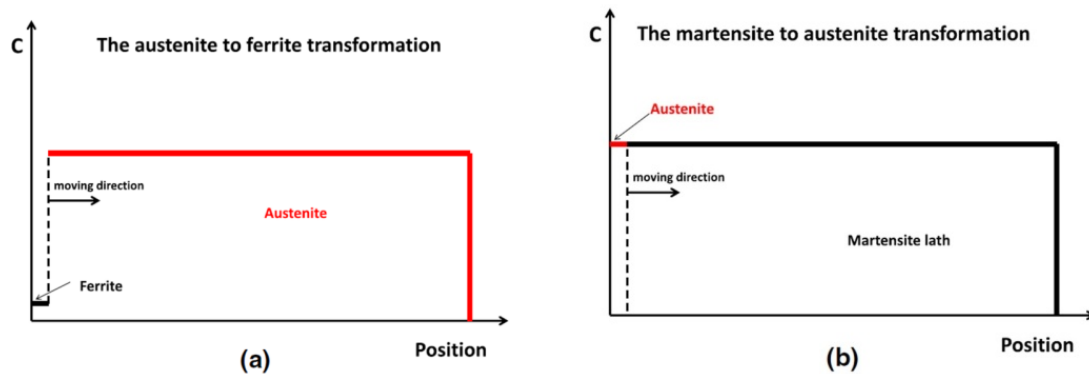 C
The austenite to ferrite transformation
moving direction
Austenite
Ferrite
Position
(a)
C
The martensite to austenite transformation
Austenite
moving direction
Martensite lath
Position
(b)